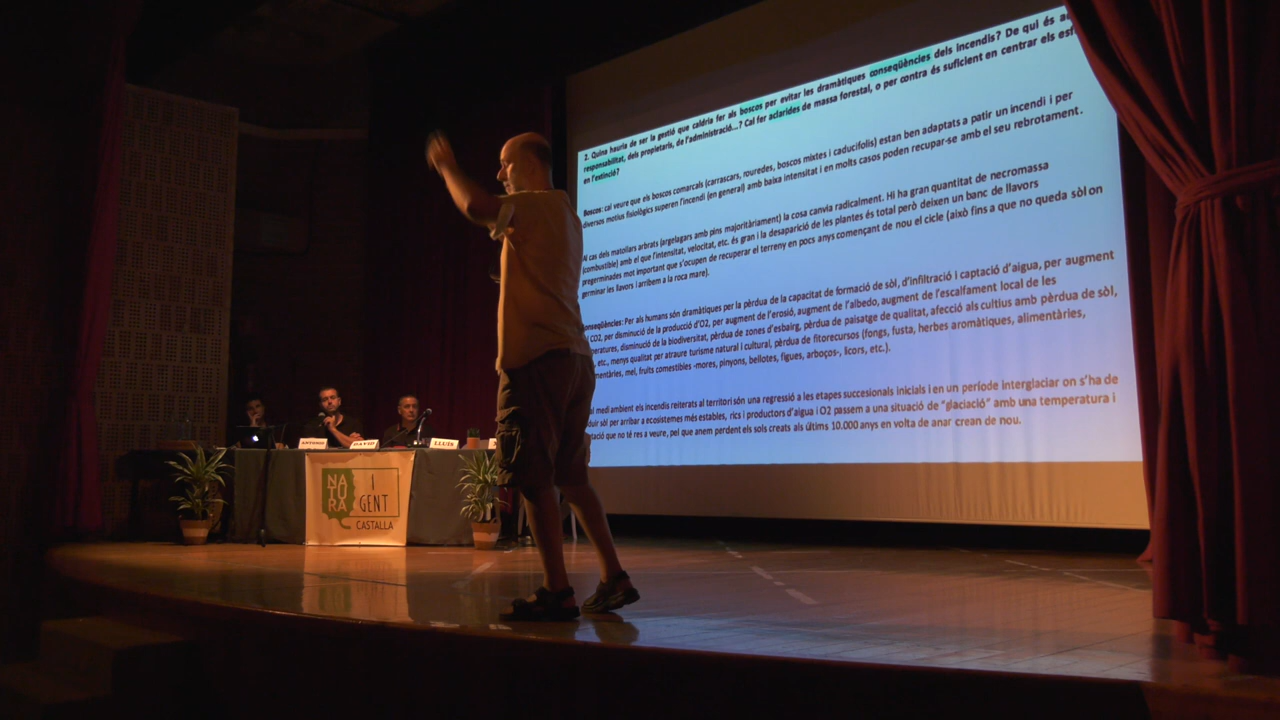 2. Quina hauria de ser la gestió que caldria fer als boscos per evitar les dramàtiques conseqüències dels incendis? De qui és
responsabilitat, dels propietaris, de l'administració...? Cal fer aclarides de massa forestal, o per contra és suficient en centrar els
en l'extinció?
Boscos: cal veure que els boscos comarcals (carrascars, rouredes, boscos mixtes i caducifolis) estan ben adaptats a patir un incendi i per
diversos motius fisiològics superen l'incendi (en general) amb baixa intensitat i en molts casos poden recupar-se amb el seu rebrotament.
Al cas dels matollars arbrats (argelagars amb pins majoritàriament) la cosa canvia radicalment. Hi ha gran quantitat de necromassa
(combustible) amb el que l'intensitat, velocitat, etc. és gran i la desaparició de les plantes és total però deixen un banc de llavors
pregerminades mot important que s'ocupen de recuperar el terreny en pocs anys començant de nou el cicle (això fins a que no queda sòl on
germinar les llavors i arribem a la roca mare).
onseqüències: Per als humans són dramàtiques per la pèrdua de la capacitat de formació de sòl, d'infiltració i captació d'aigua, per augment
l CO2, per disminució de la producció d'O2, per augment de l'erosió, augment de l'albedo, augment de l'escalfament local de les
peratures, disminució de la biodiversitat, pèrdua de zones d'esbairg, pèrdua de paisatge de qualitat, afecció als cultius amb pèrdua de sòl,
, etc., menys qualitat per atraure turisme natural i cultural, pèrdua de fitorecursos (fongs, fusta, herbes aromàtiques, alimentàries,
mentàries, mel, fruits comestibles -mores, pinyons, bellotes, figues, arboços-, licors, etc.).
al medi ambient els incendis reiterats al territori són una regressió a les etapes successionals inicials i en un període interglaciar on s'ha de
duir sòl per arribar a ecosistemes més estables, rics i productors d'aigua i O2 passem a una situació de "glaciació" amb una temperatura i
tació que no té res a veure, pel que anem perdent els sols creats als últims 10.000 anys en volta de anar crean de nou.
ANTONIO
DAVID
LLUÍS
NA
TU
RA
I
GENT
CASTALLA